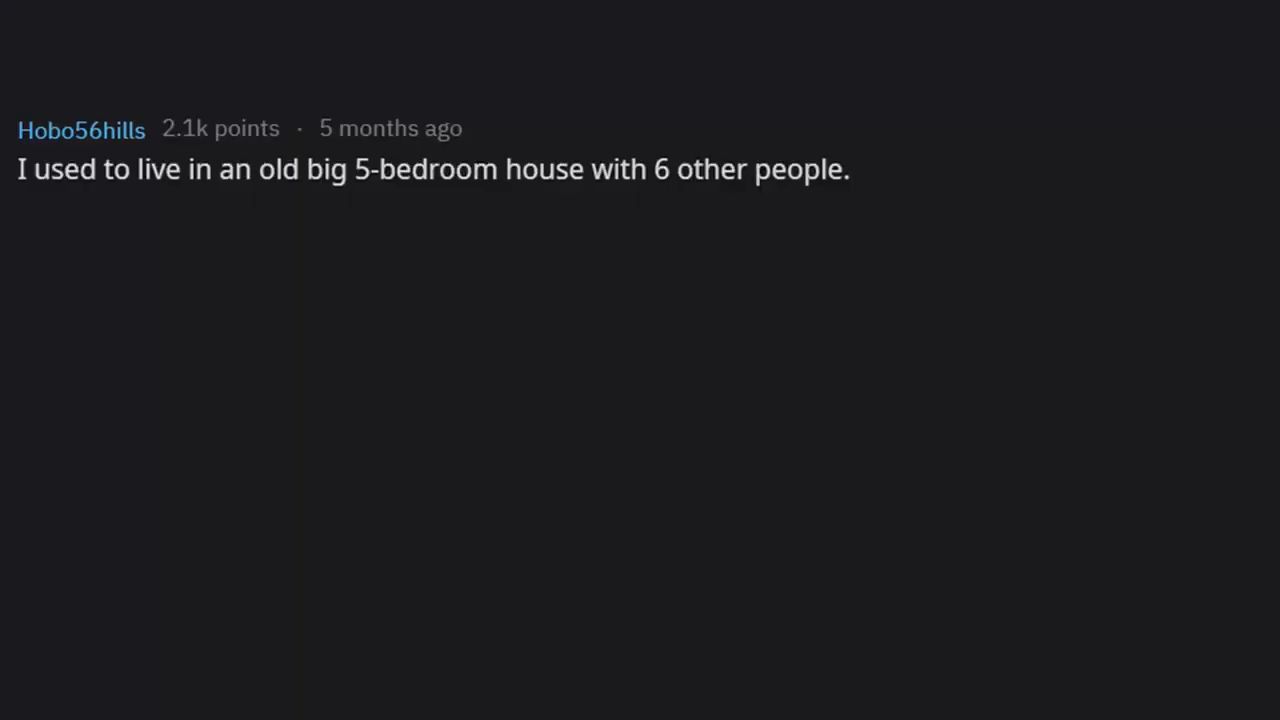 Hobo56hills 2.1k points · 5 months ago
I used to live in an old big 5-bedroom house with 6 other people.